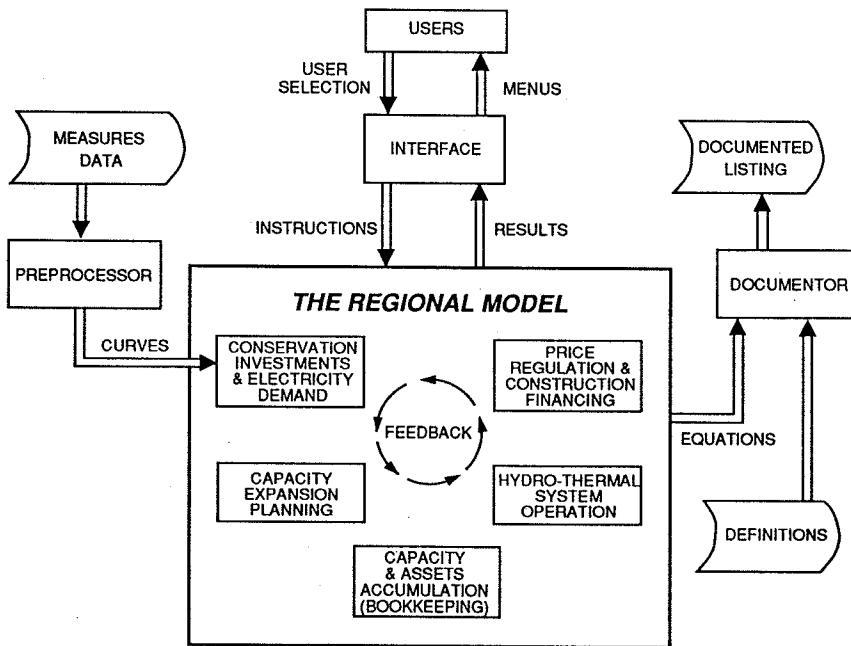 USERS
USER
SELECTION
MENUS
MEASURES
DATA
INTERFACE
DOCUMENTED
LISTING
INSTRUCTIONS
RESULTS
PREPROCESSOR
DOCUMENTOR
THE REGIONAL MODEL
CURVES
CONSERVATION
INVESTMENTS
& ELECTRICITY
DEMAND
PRICE
REGULATION &
CONSTRUCTION
FINANCING
FEEDBACK
EQUATIONS
CAPACITY
EXPANSION
PLANNING
HYDRO-THERMAL
SYSTEM
OPERATION
DEFINITIONS
CAPACITY
& ASSETS
ACCUMULATION
(BOOKKEEPING)